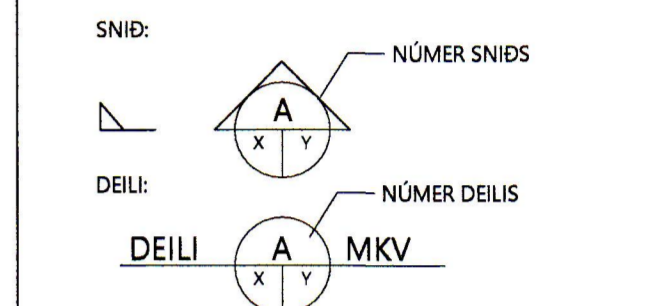 SNIÐ:
NÚMER SNIÐS
A
X Y
DEILI:
NÚMER DEILIS
DEILI A MKV
X Y